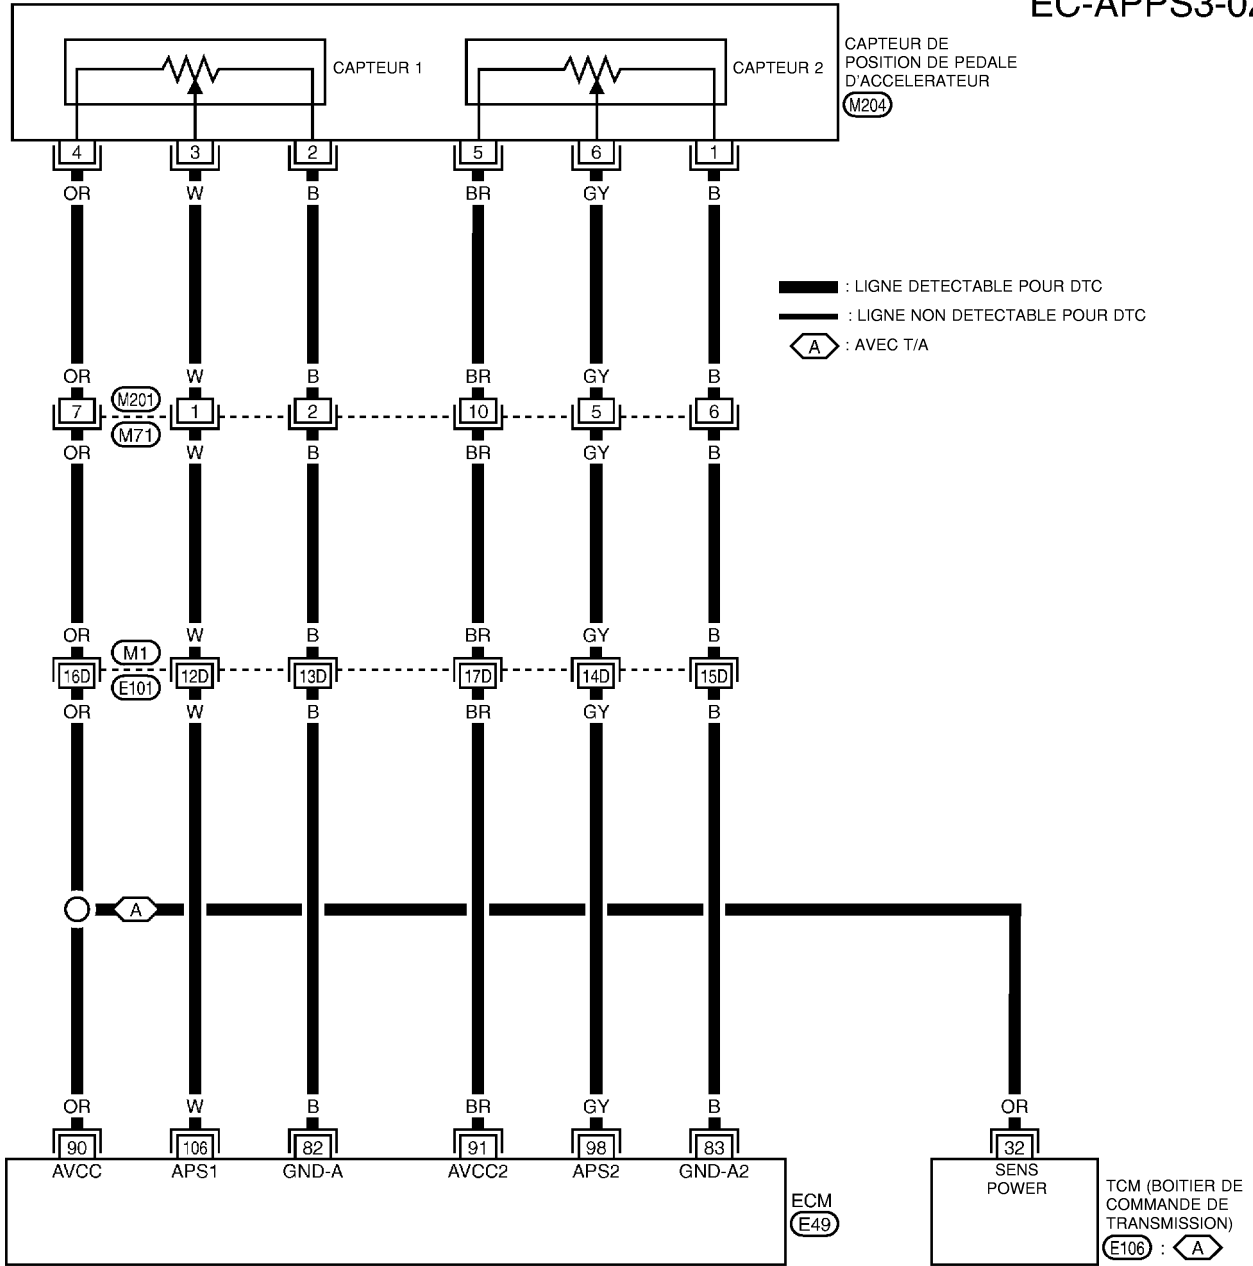 EC-APPS3-02
CAPTEUR 1
CAPTEUR 2
CAPTEUR DE
POSITION DE PEDALE
D'ACCELERATEUR
M204
4 3 2 5 6 1
OR W B BR GY B
: LIGNE DETECTABLE POUR DTC
: LIGNE NON DETECTABLE POUR DTC
A : AVEC T/A
OR W B BR GY B
M201
7 1 2 10 5 6
M71
OR W B BR GY B
OR W B BR GY B
M1
16D 12D 13D 17D 14D 15D
E101
OR W B BR GY B
A
OR W B BR GY B OR
90 106 82 91 98 83 32
AVCC APS1 GND-A AVCC2 APS2 GND-A2
SENS
POWER
ECM
E49
TCM (BOITIER DE
COMMANDE DE
TRANSMISSION)
E106 : A